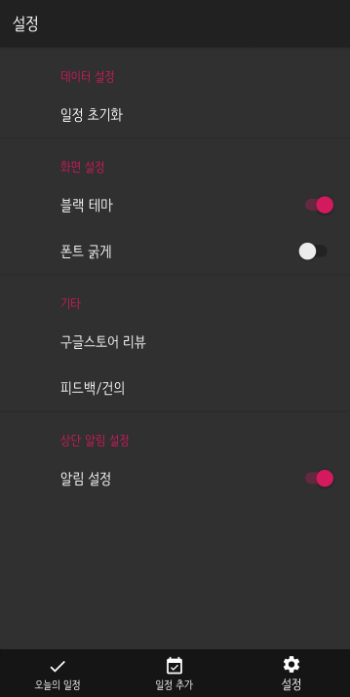 설정
데이터 설정
일정 초기화
화면 설정
블랙 테마
폰트 굵게
기타
구글스토어 리뷰
피드백/건의
상단 알림 설정
알림 설정
오늘의 일정
일정 추가
설정